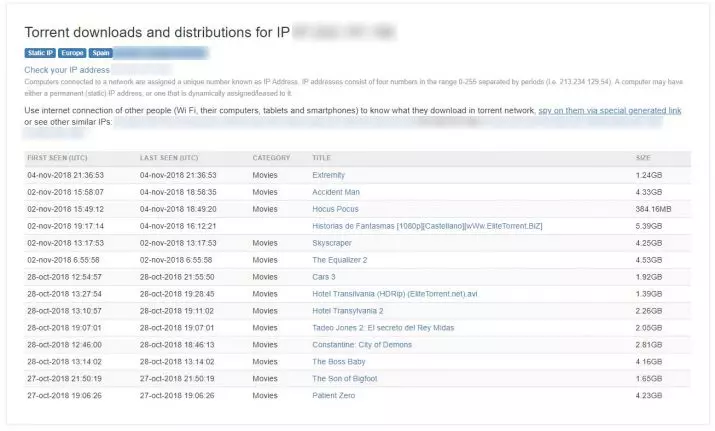 Torrent downloads and distributions for IP
Static IP Europe Spain
Check your IP address
Computers connected to a network are assigned a unique number known as IP Address. IP addresses consist of four numbers in the range 0-255 separated by periods (i.e. 213.234 129.54). A computer may have
either a permanent (static) IP address, or one that is dynamically assigned/leased to it.
Use internet connection of other people (Wi Fi, their computers, tablets and smartphones) to know what they download in torrent network, spy on them via special generated link
or see other similar IPs:
FIRST SEEN (UTC) LAST SEEN (UTC) CATEGORY TITLE SIZE
04-nov-2018 21:36:53 04-nov-2018 21:36:53 Movies Extremity 1.24GB
02-nov-2018 15:58:07 04-nov-2018 18:58:35 Movies Accident Man 4.33GB
02-nov-2018 15:49:12 04-nov-2018 18:49:20 Movies Hocus Pocus 384.16MB
02-nov-2018 19:17:14 04-nov-2018 16:12:21 Historias de Fantasmas [1080p][Castellano][wWw.EliteTorrent.BiZ] 5.39GB
02-nov-2018 13:17:53 02-nov-2018 13:17:53 Movies Skyscraper 4.25GB
02-nov-2018 6:55:58 02-nov-2018 6:55:58 Movies The Equalizer 2 4.53GB
28-oct-2018 12:54:57 28-oct-2018 21:55:50 Movies Cars 3 1.92GB
28-oct-2018 13:27:54 28-oct-2018 19:28:45 Movies Hotel Transilvania (HDRip) (EliteTorrent.net).avi 1.39GB
28-oct-2018 13:10:57 28-oct-2018 19:11:02 Movies Hotel Transylvania 2 2.26GB
28-oct-2018 19:07:01 28-oct-2018 19:07:01 Movies Tadeo Jones 2: El secreto del Rey Midas 2.05GB
28-oct-2018 12:46:00 28-oct-2018 18:46:13 Movies Constantine: City of Demons 2.81GB
28-oct-2018 13:14:02 28-oct-2018 13:14:02 Movies The Boss Baby 4.16GB
27-oct-2018 21:50:19 27-oct-2018 21:50:19 Movies The Son of Bigfoot 1.65GB
27-oct-2018 19:06:26 27-oct-2018 19:06:26 Movies Patient Zero 4.23GB